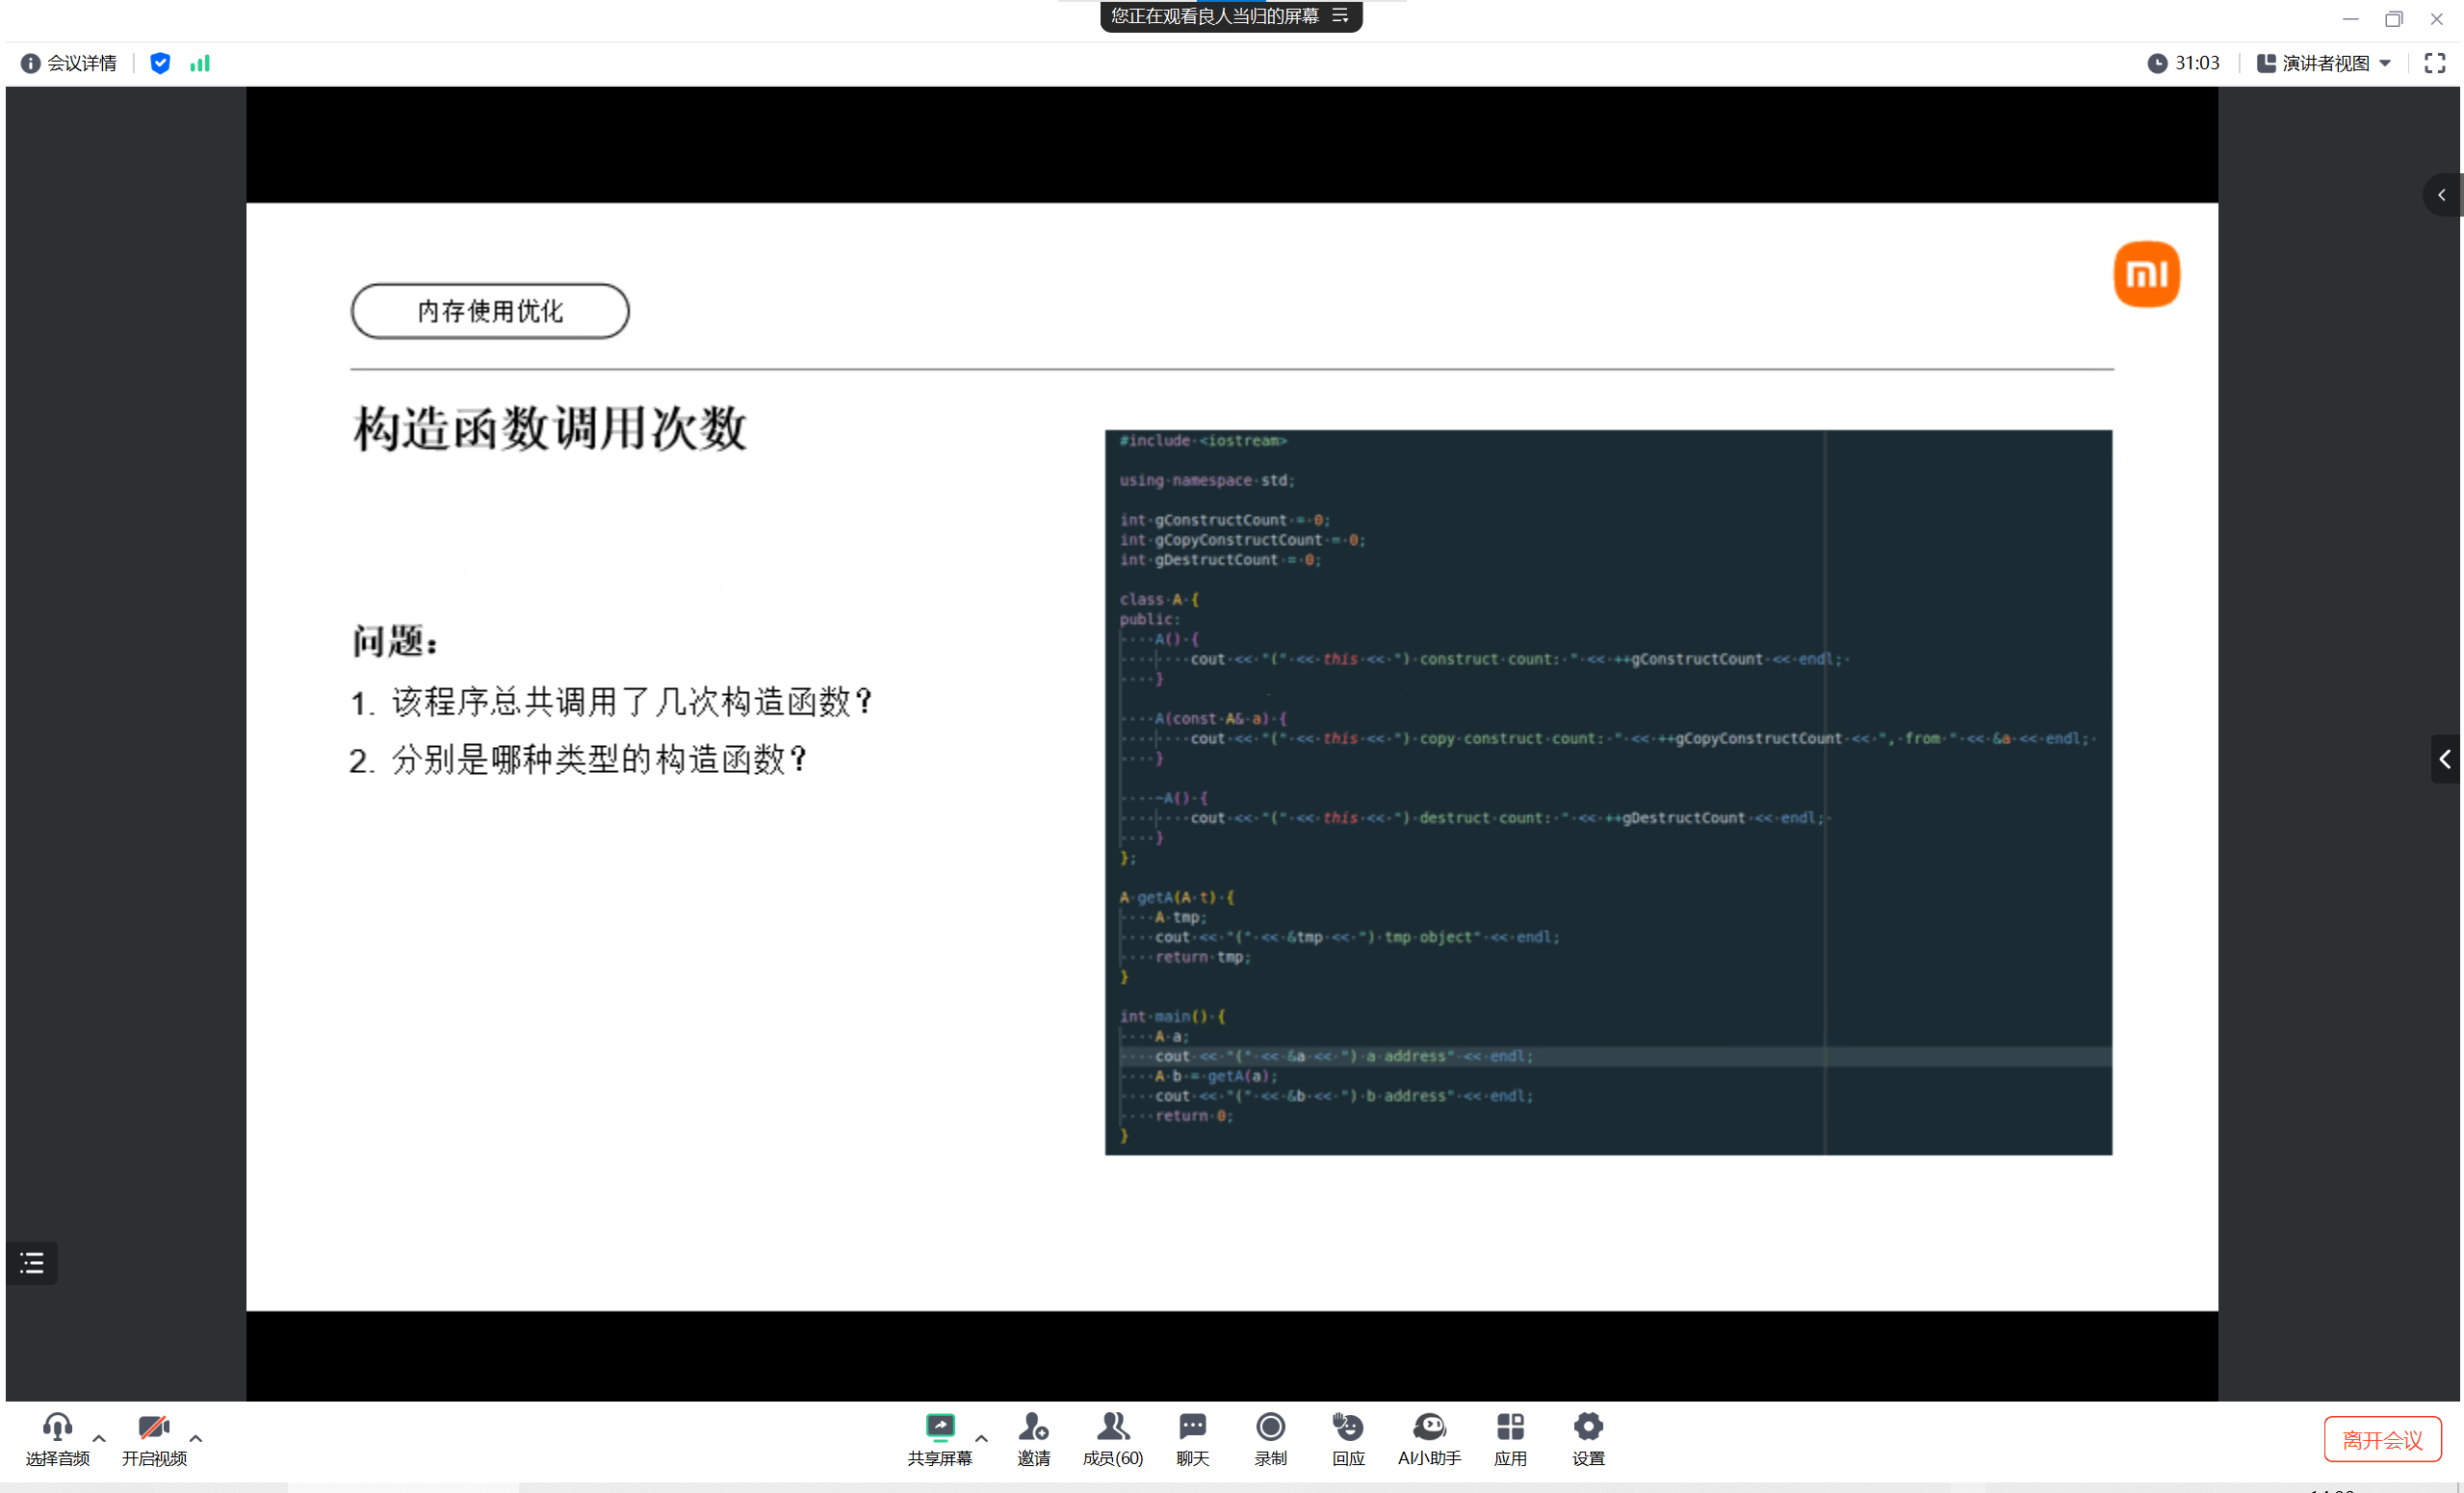 您正在观看良人当归的屏幕
会议详情
31:03
演讲者视图
mi
内存使用优化
构造函数调用次数
问题：
1. 该程序总共调用了几次构造函数？
2. 分别是哪种类型的构造函数？
#include <iostream>
using namespace std;
int gConstructCount = 0;
int gCopyConstructCount = 0;
int gDestructCount = 0;
class A {
public:
    A() {
        cout << "(" << this << ") construct count: " << ++gConstructCount << endl;
    }
    A(const A& a) {
        cout << "(" << this << ") copy construct count: " << ++gCopyConstructCount << ", from " << &a << endl;
    }
    ~A() {
        cout << "(" << this << ") destruct count: " << ++gDestructCount << endl;
    }
};
A getA(A t) {
    A tmp;
    cout << "(" << &tmp << ") tmp object" << endl;
    return tmp;
}
int main() {
    A a;
    cout << "(" << &a << ") a address" << endl;
    A b = getA(a);
    cout << "(" << &b << ") b address" << endl;
    return 0;
}
选择音频
开启视频
共享屏幕
邀请
成员(60)
聊天
录制
回应
AI小助手
应用
设置
离开会议